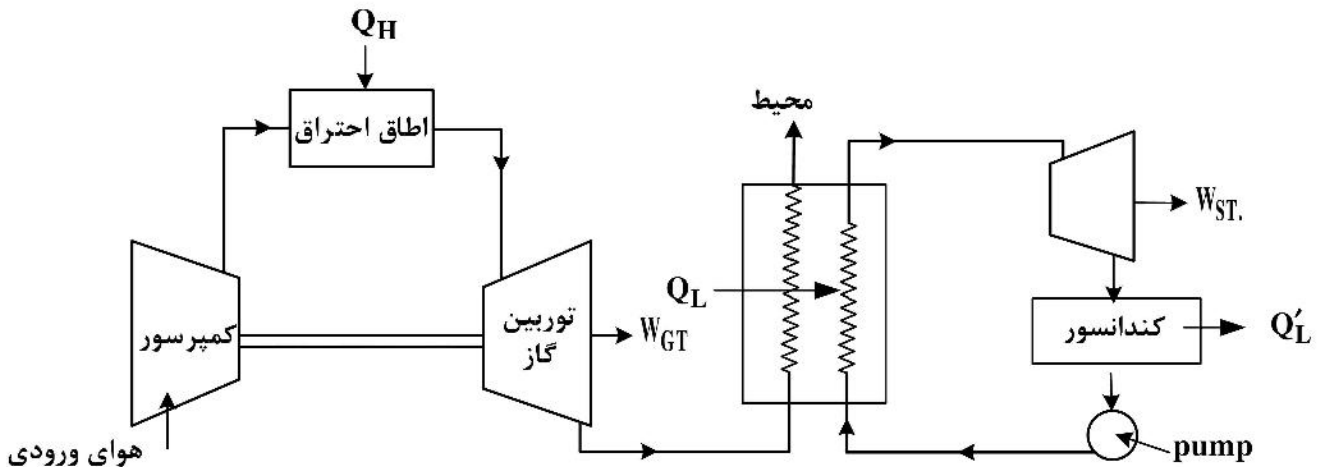 Q_H
محیط
اطاق احتراق
W_ST.
Q_L
توربین
گاز
W_GT
کمپرسور
کندانسور
Q′_L
هوای ورودی
pump